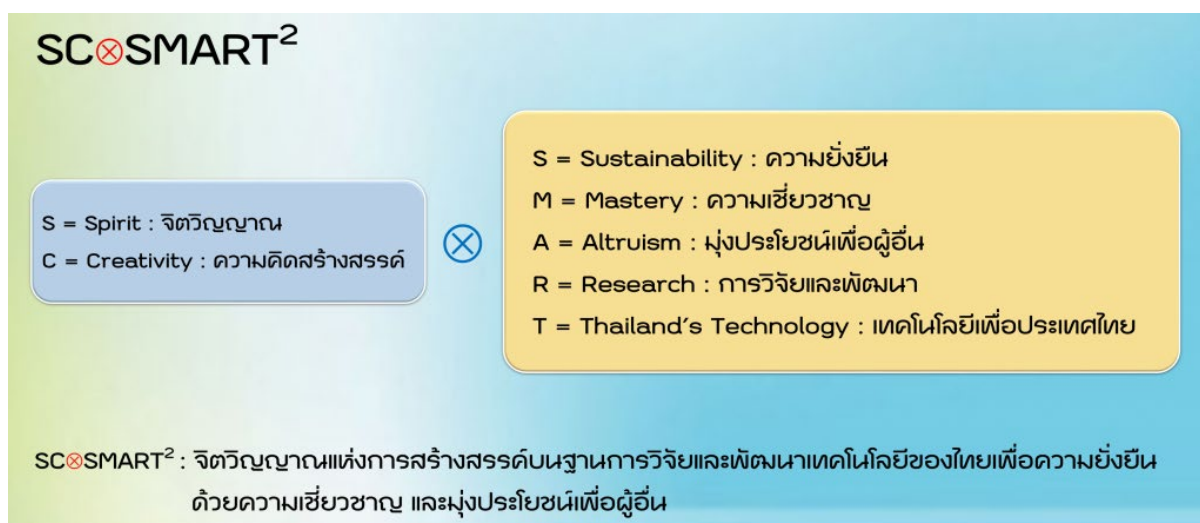 SC⊗SMART²
S = Spirit : จิตวิญญาณ
C = Creativity : ความคิดสร้างสรรค์
⊗
S = Sustainability : ความยั่งยืน
M = Mastery : ความเชี่ยวชาญ
A = Altruism : มุ่งประโยชน์เพื่อผู้อื่น
R = Research : การวิจัยและพัฒนา
T = Thailand's Technology : เทคโนโลยีเพื่อประเทศไทย
SC⊗SMART² : จิตวิญญาณแห่งการสร้างสรรค์บนฐานการวิจัยและพัฒนาเทคโนโลยีของไทยเพื่อความยั่งยืน
ด้วยความเชี่ยวชาญ และมุ่งประโยชน์เพื่อผู้อื่น